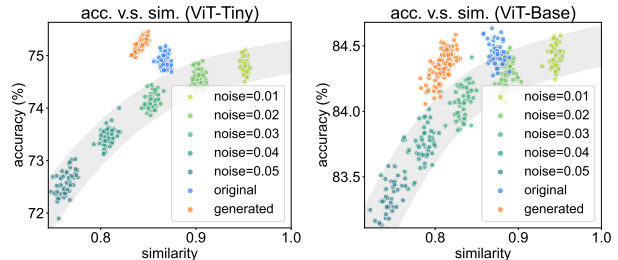 acc. v.s. sim. (ViT-Tiny)
accuracy (%)
75
74
73
72
noise=0.01
noise=0.02
noise=0.03
noise=0.04
noise=0.05
original
generated
0.8
0.9
1.0
similarity
acc. v.s. sim. (ViT-Base)
accuracy (%)
84.5
84.0
83.5
noise=0.01
noise=0.02
noise=0.03
noise=0.04
noise=0.05
original
generated
0.8
0.9
1.0
similarity